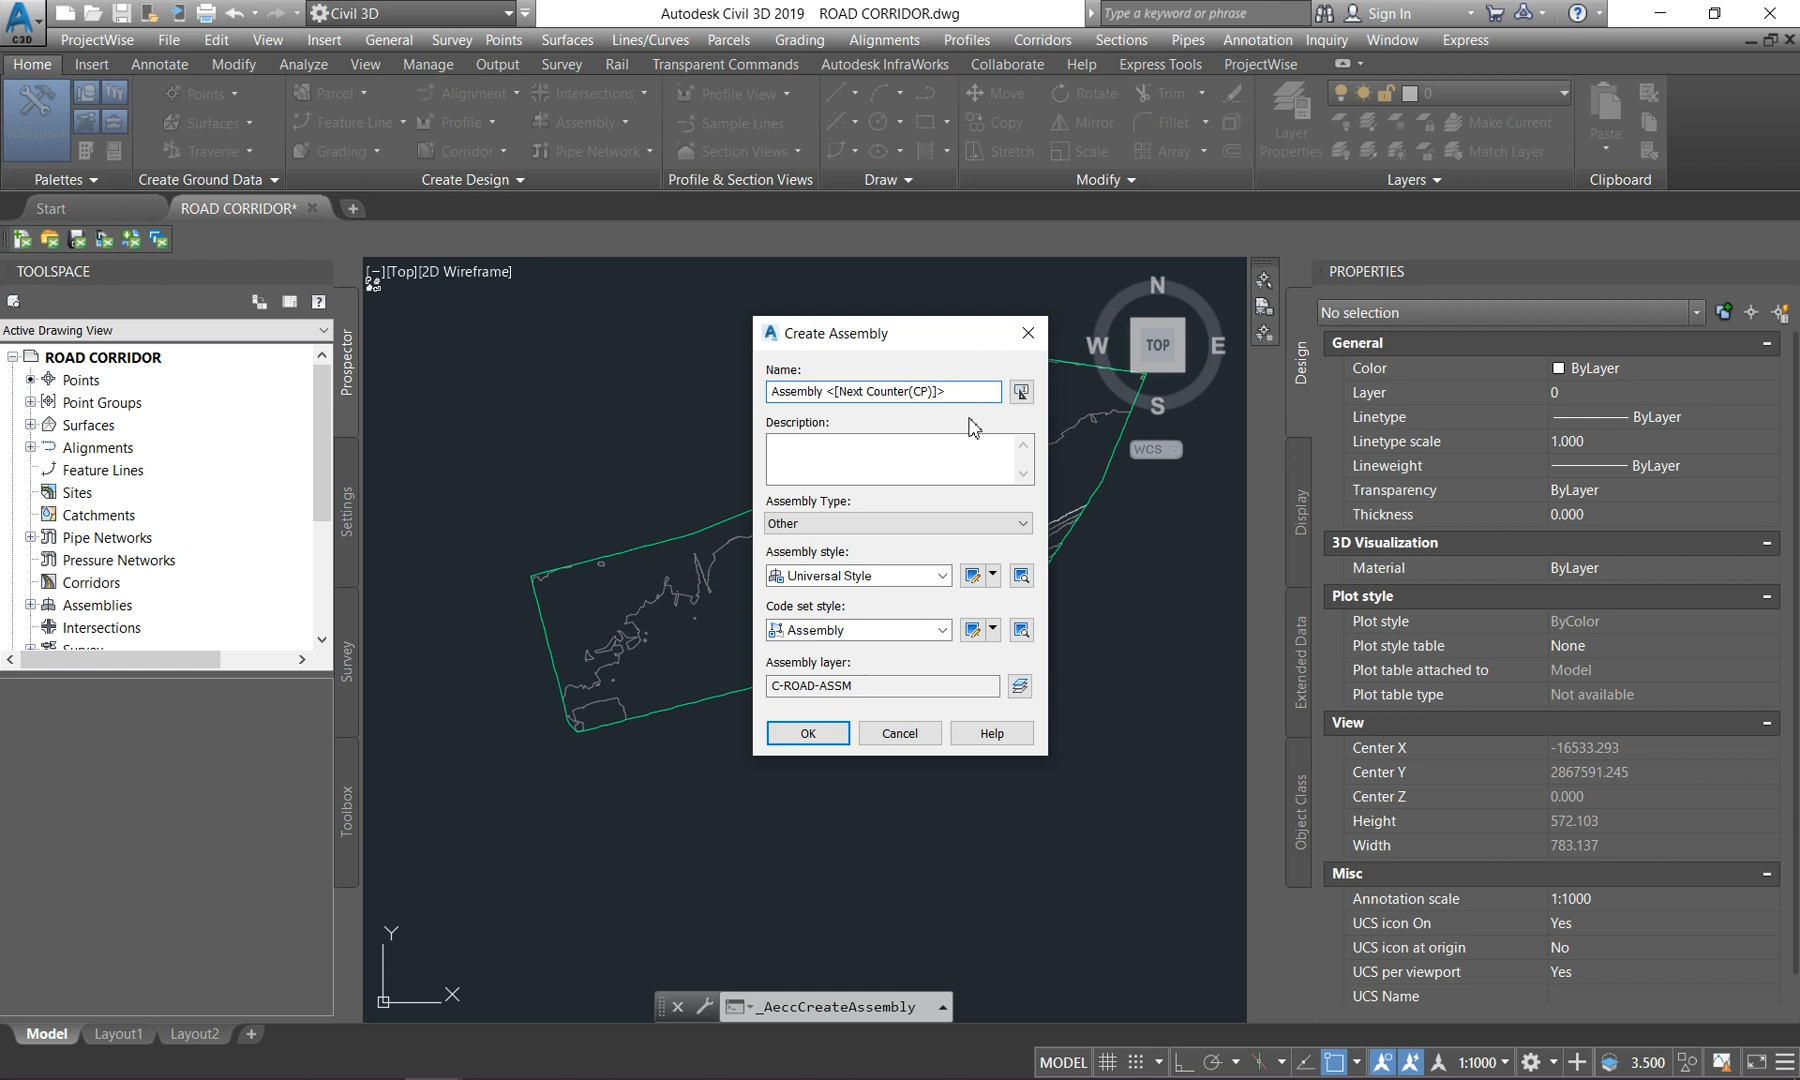 C3D
Civil 3D
Autodesk Civil 3D 2019 ROAD CORRIDOR.dwg
Type a keyword or phrase
Sign In
ProjectWise File Edit View Insert General Survey Points Surfaces Lines/Curves Parcels Grading Alignments Profiles Corridors Sections Pipes Annotation Inquiry Window Express
Home Insert Annotate Modify Analyze View Manage Output Survey Rail Transparent Commands Autodesk InfraWorks Collaborate Help Express Tools ProjectWise
Points Parcel Alignment Intersections Profile View Move Rotate Trim 0
Toolspace Surfaces Feature Line Profile Assembly Sample Lines Copy Mirror Fillet Layer Make Current Paste
Traverse Grading Corridor Pipe Network Section Views Stretch Scale Array Properties Match Layer
Palettes Create Ground Data Create Design Profile & Section Views Draw Modify Layers Clipboard
Start ROAD CORRIDOR*
TOOLSPACE
Active Drawing View
ROAD CORRIDOR
Points
Point Groups
Surfaces
Alignments
Feature Lines
Sites
Catchments
Pipe Networks
Pressure Networks
Corridors
Assemblies
Intersections
Survey
Prospector
Settings
Survey
Toolbox
[−][Top][2D Wireframe]
N
W TOP E
S
WCS
Create Assembly
Name:
Assembly <[Next Counter(CP)]>
Description:
Assembly Type:
Other
Assembly style:
Universal Style
Code set style:
Assembly
Assembly layer:
C-ROAD-ASSM
OK Cancel Help
Y
X
_AeccCreateAssembly
PROPERTIES
No selection
Design
Display
Extended Data
Object Class
General
Color ByLayer
Layer 0
Linetype ByLayer
Linetype scale 1.000
Lineweight ByLayer
Transparency ByLayer
Thickness 0.000
3D Visualization
Material ByLayer
Plot style
Plot style ByColor
Plot style table None
Plot table attached to Model
Plot table type Not available
View
Center X -16533.293
Center Y 2867591.245
Center Z 0.000
Height 572.103
Width 783.137
Misc
Annotation scale 1:1000
UCS icon On Yes
UCS icon at origin No
UCS per viewport Yes
UCS Name
Model Layout1 Layout2
MODEL 1:1000 3.500